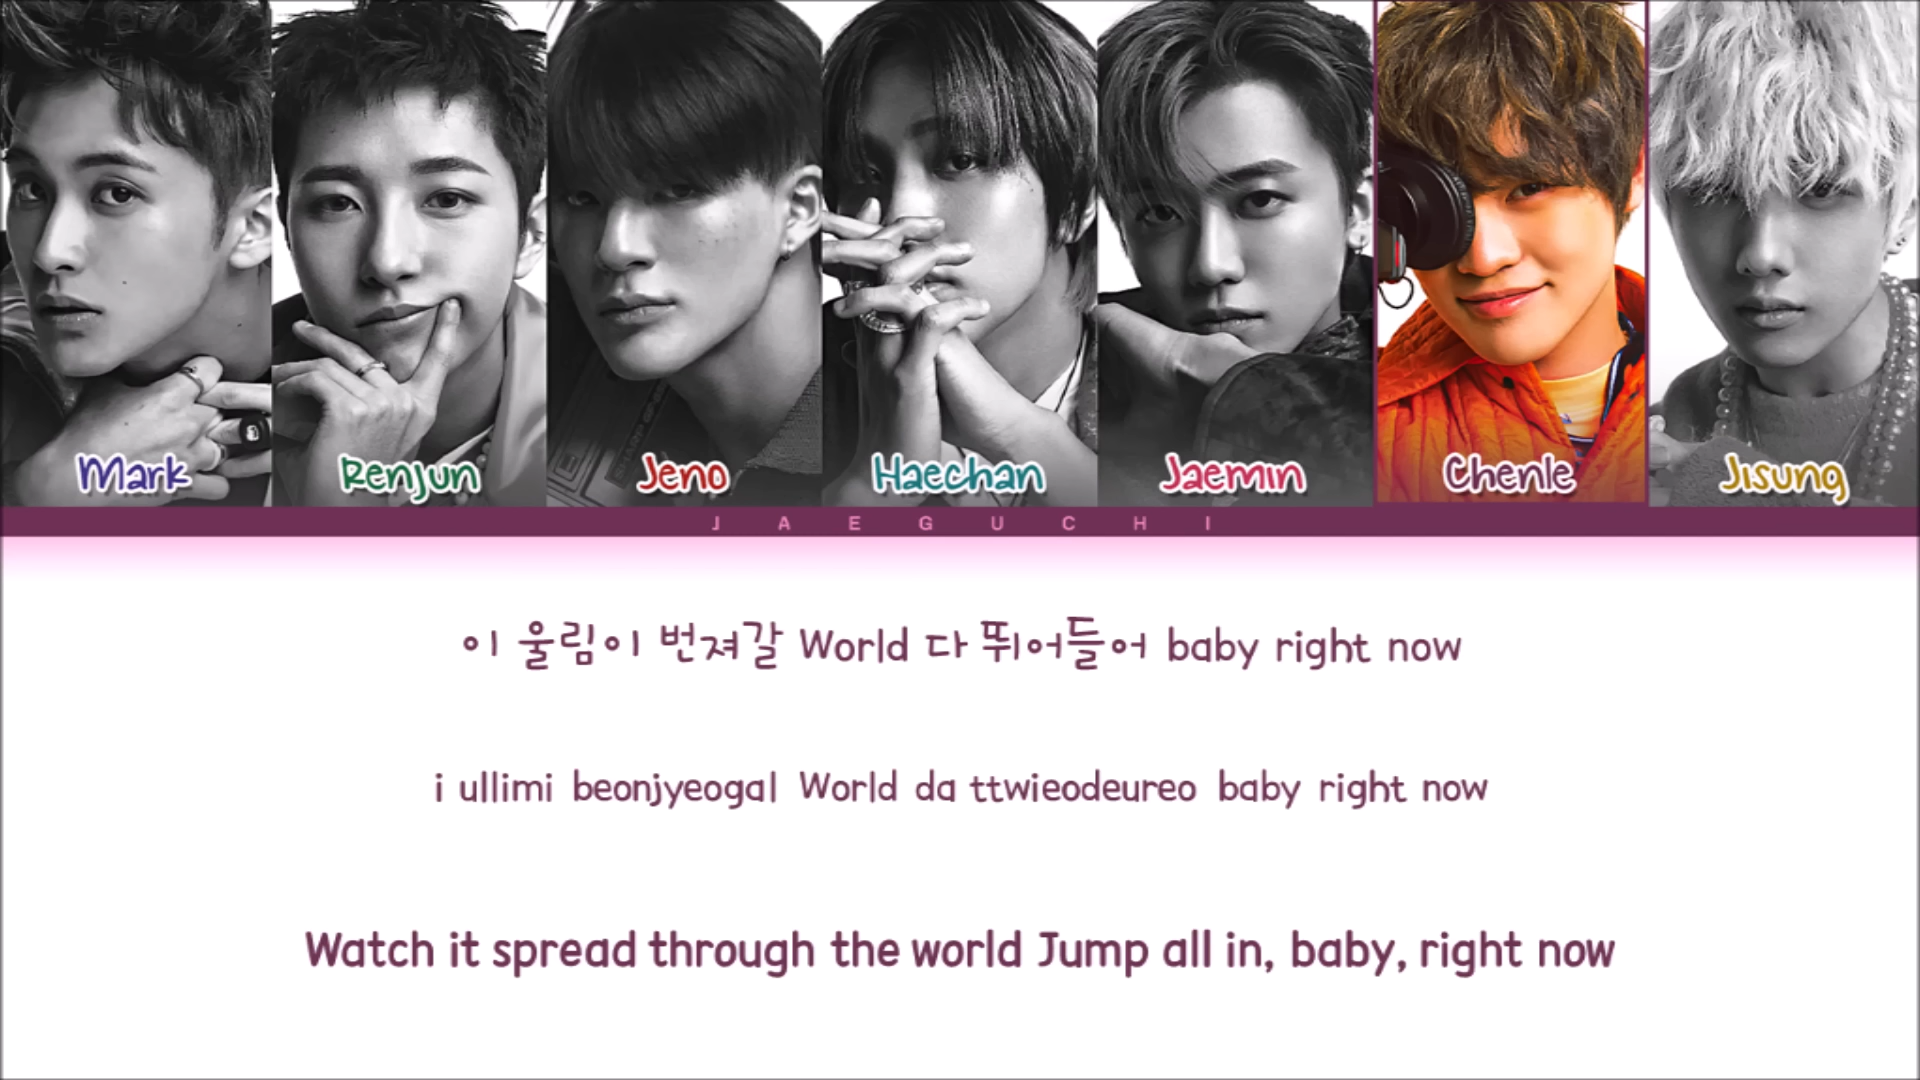 Mark Renjun Jeno Haechan Jaemin Chenle Jisung
JAEGUCHI
이 울림이 번져갈 World 다 뛰어들어 baby right now
i ullimi beonjyeogal World da ttwieodeureo baby right now
Watch it spread through the world Jump all in, baby, right now